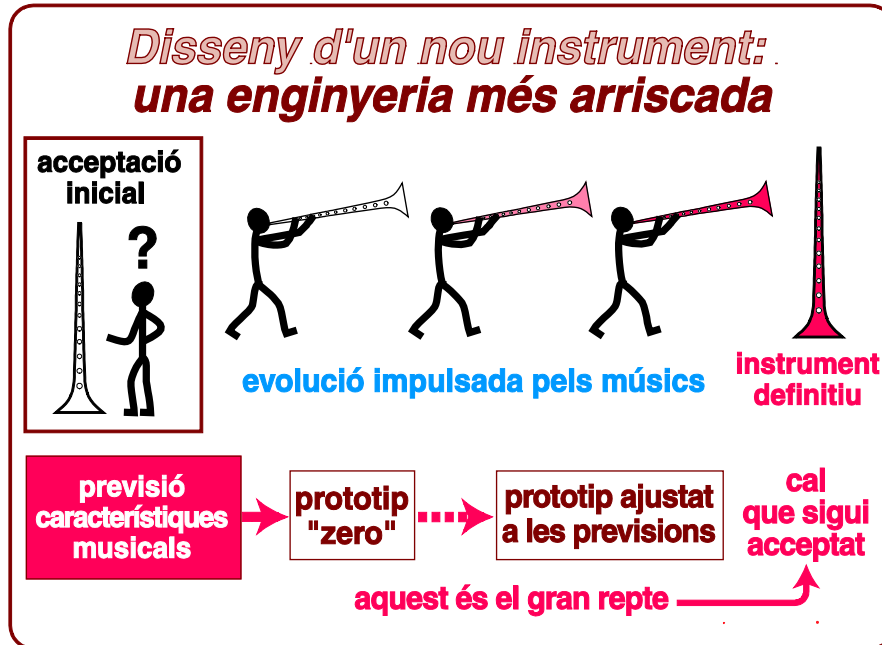 Disseny d'un nou instrument:
una enginyeria més arriscada
acceptació
inicial
?
evolució impulsada pels músics
instrument
definitiu
previsió
característiques
musicals
prototip
"zero"
prototip ajustat
a les previsions
cal
que sigui
acceptat
aquest és el gran repte